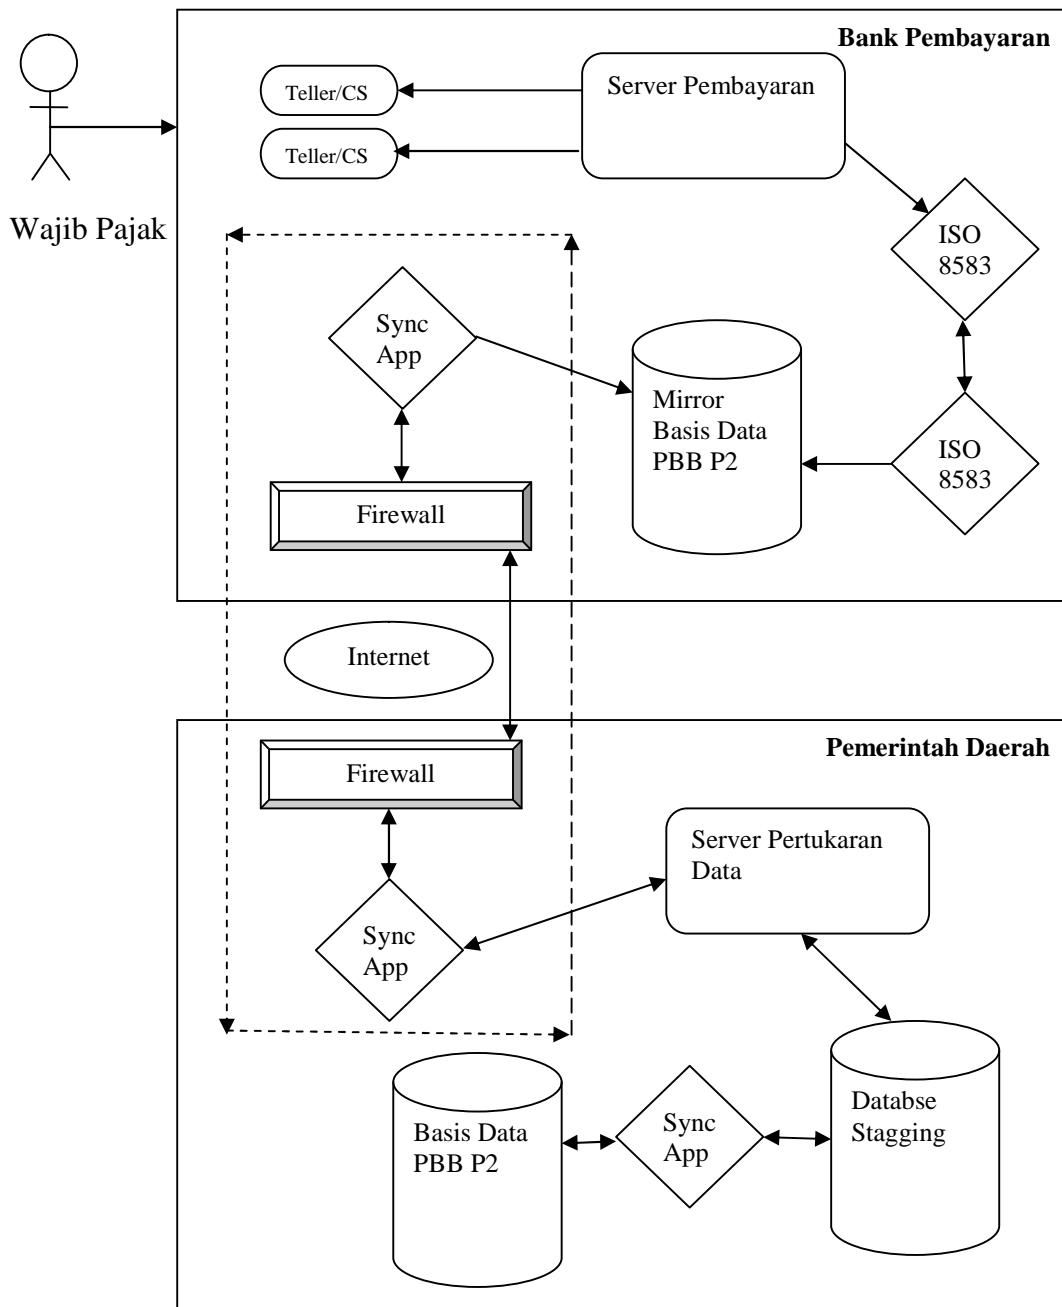 Bank Pembayaran
Server Pembayaran
Teller/CS
Teller/CS
Wajib Pajak
ISO
8583
Sync
App
Mirror
Basis Data
PBB P2
ISO
8583
Firewall
Internet
Pemerintah Daerah
Firewall
Server Pertukaran
Data
Sync
App
Databse
Stagging
Sync
App
Basis Data
PBB P2